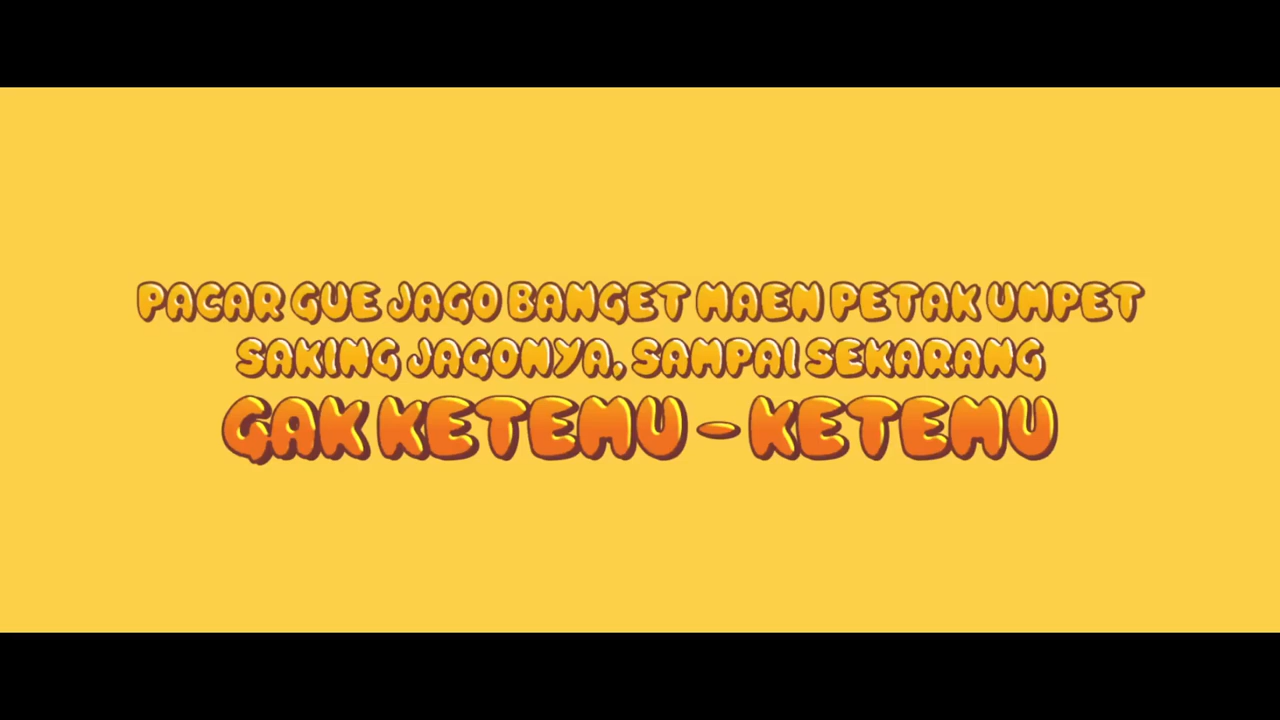 PACAR GUE JAGO BANGET MAEN PETAK UMPET
SAKING JAGONYA, SAMPAI SEKARANG
GAK KETEMU - KETEMU